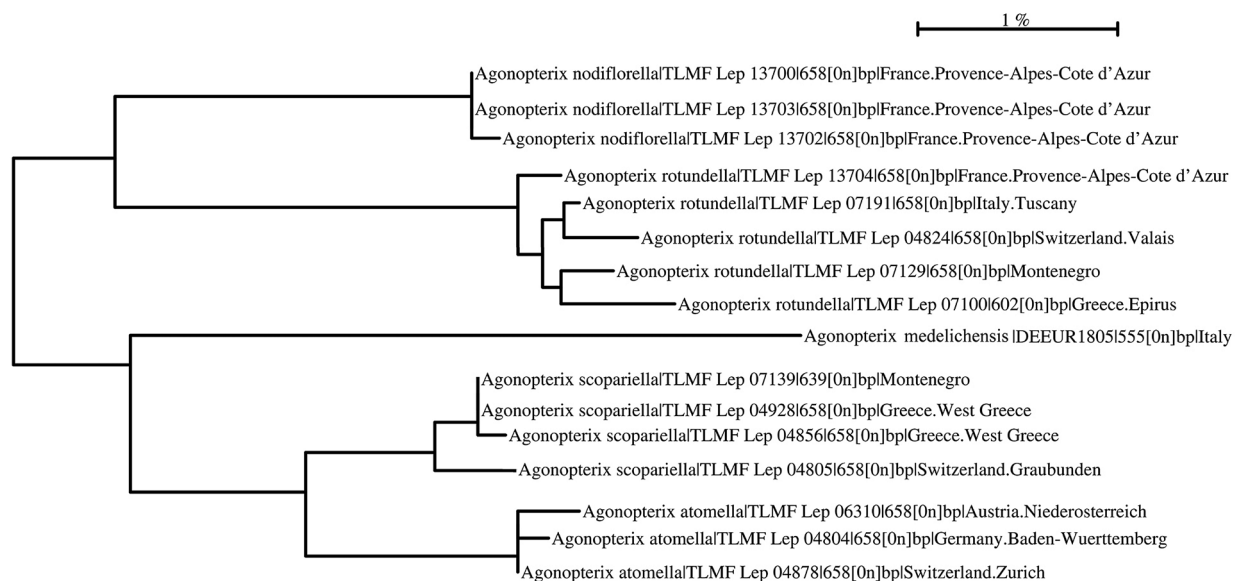 1 %
Agonopterix nodiflorella|TLMF Lep 13700|658[0n]bp|France.Provence-Alpes-Cote d'Azur
Agonopterix nodiflorella|TLMF Lep 13703|658[0n]bp|France.Provence-Alpes-Cote d'Azur
Agonopterix nodiflorella|TLMF Lep 13702|658[0n]bp|France.Provence-Alpes-Cote d'Azur
Agonopterix rotundella|TLMF Lep 13704|658[0n]bp|France.Provence-Alpes-Cote d'Azur
Agonopterix rotundella|TLMF Lep 07191|658[0n]bp|Italy.Tuscany
Agonopterix rotundella|TLMF Lep 04824|658[0n]bp|Switzerland.Valais
Agonopterix rotundella|TLMF Lep 07129|658[0n]bp|Montenegro
Agonopterix rotundella|TLMF Lep 07100|602[0n]bp|Greece.Epirus
Agonopterix medelichensis|DEEUR1805|555[0n]bp|Italy
Agonopterix scopariella|TLMF Lep 07139|639[0n]bp|Montenegro
Agonopterix scopariella|TLMF Lep 04928|658[0n]bp|Greece.West Greece
Agonopterix scopariella|TLMF Lep 04856|658[0n]bp|Greece.West Greece
Agonopterix scopariella|TLMF Lep 04805|658[0n]bp|Switzerland.Graubunden
Agonopterix atomella|TLMF Lep 06310|658[0n]bp|Austria.Niederosterreich
Agonopterix atomella|TLMF Lep 04804|658[0n]bp|Germany.Baden-Wuerttemberg
Agonopterix atomella|TLMF Lep 04878|658[0n]bp|Switzerland.Zurich